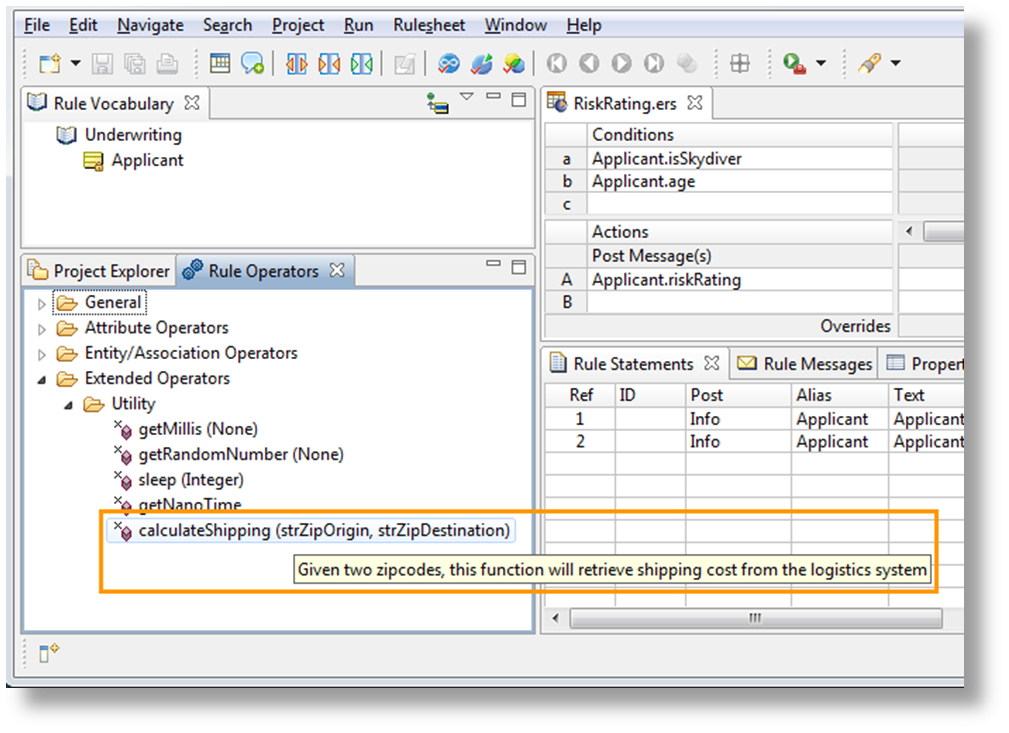 File Edit Navigate Search Project Run Rulesheet Window Help
Rule Vocabulary
Underwriting
Applicant
Project Explorer Rule Operators
General
Attribute Operators
Entity/Association Operators
Extended Operators
Utility
getMillis (None)
getRandomNumber (None)
sleep (Integer)
getNanoTime
calculateShipping (strZipOrigin, strZipDestination)
Given two zipcodes, this function will retrieve shipping cost from the logistics system
RiskRating.ers
Conditions
a Applicant.isSkydiver
b Applicant.age
c
Actions
Post Message(s)
A Applicant.riskRating
B
Overrides
Rule Statements Rule Messages Propert
Ref ID Post Alias Text
1 Info Applicant Applicant
2 Info Applicant Applicant